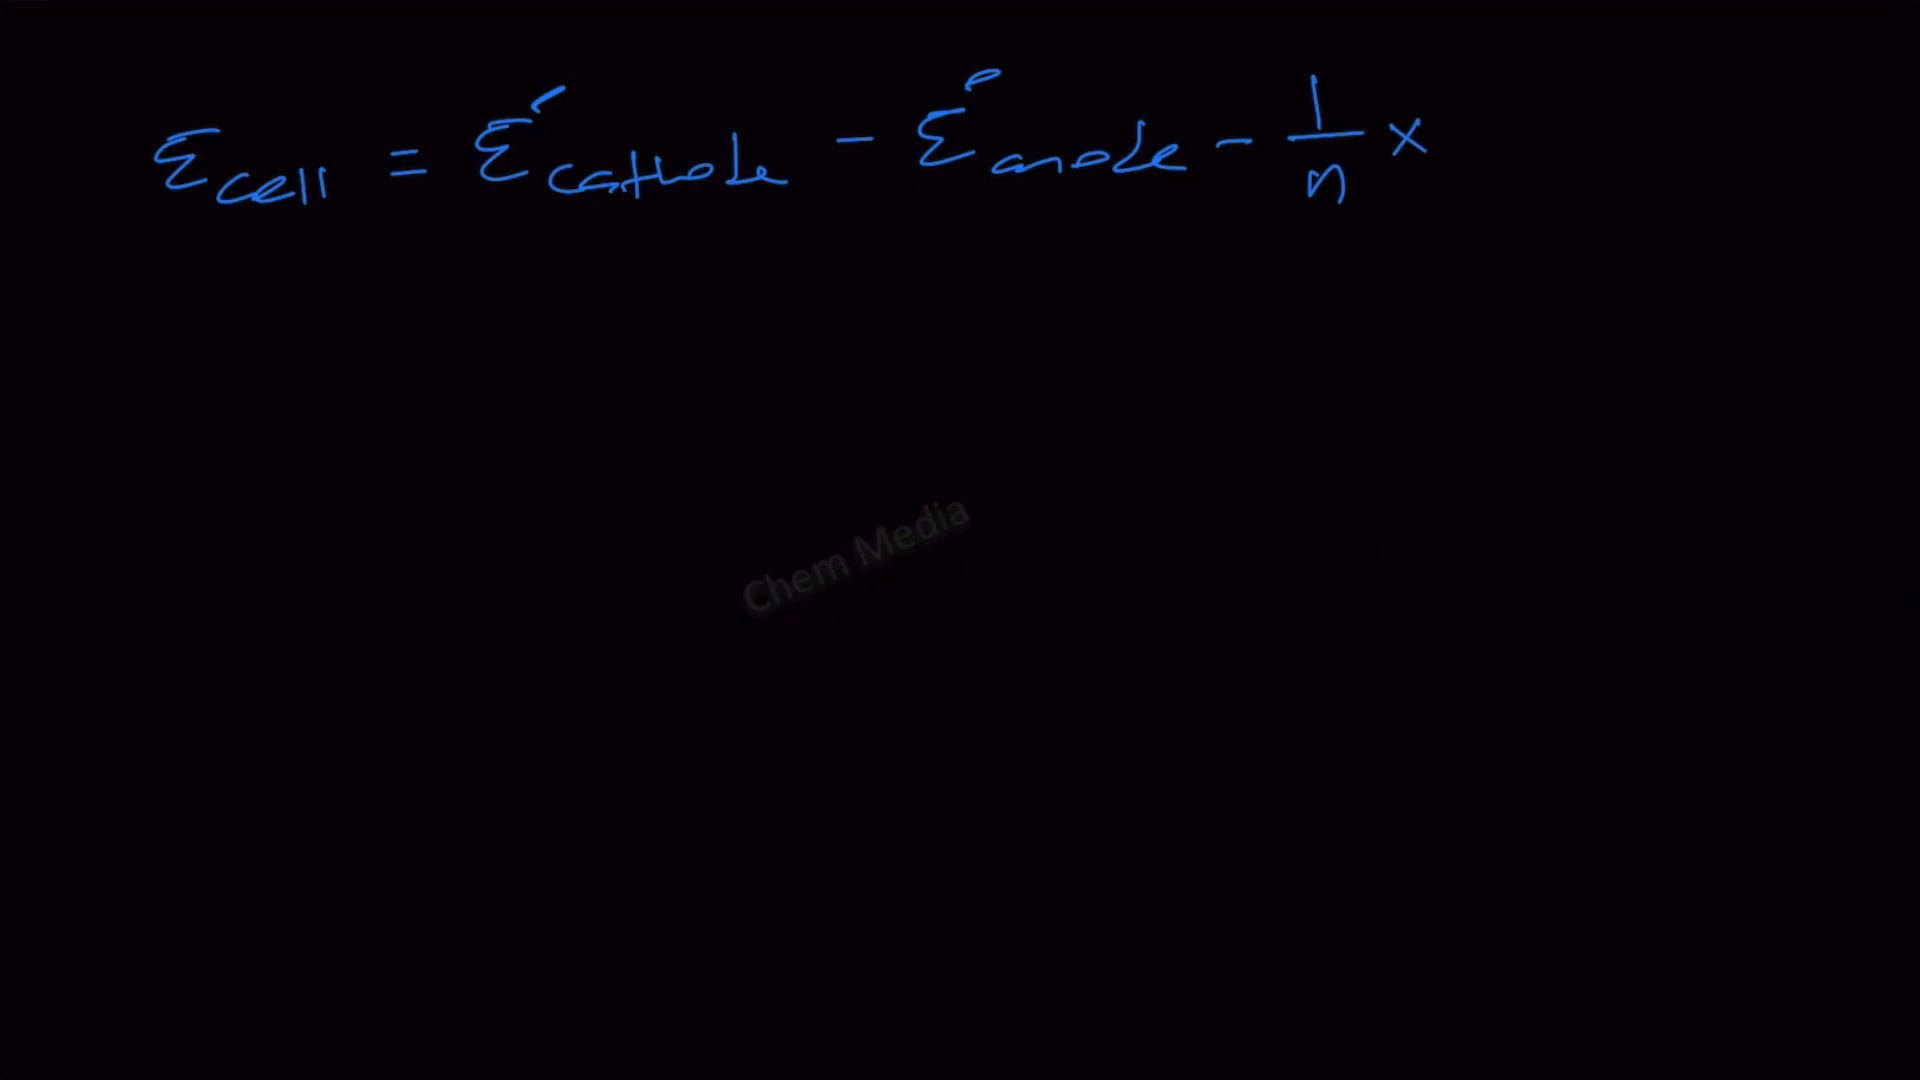 Ecell = E°cathode - E°anode - 1/n ×
Chem Media